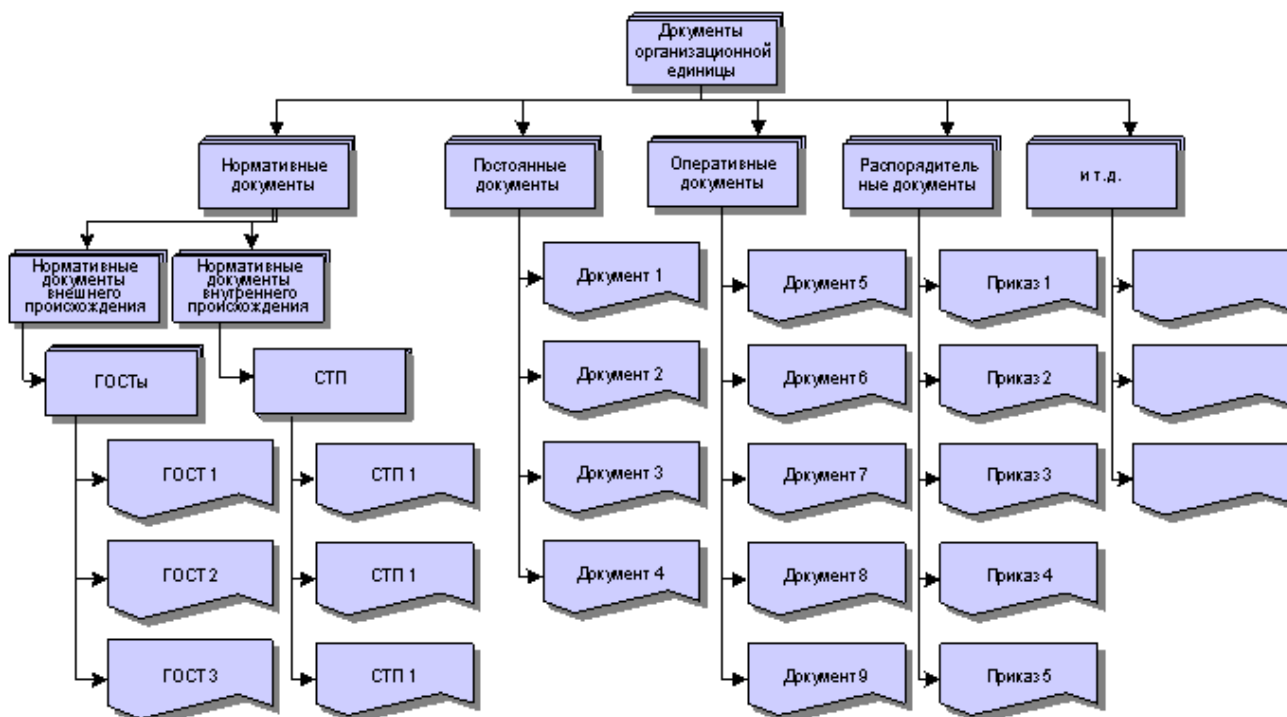 Документы
организационной
единицы
Нормативные
документы
Постоянные
документы
Оперативные
документы
Распорядитель
ные документы
и т.д.
Нормативные
документы
внешнего
происхождения
Нормативные
документы
внутреннего
происхождения
ГОСТы
СТП
ГОСТ 1
ГОСТ 2
ГОСТ 3
СТП 1
СТП 1
СТП 1
Документ 1
Документ 2
Документ 3
Документ 4
Документ 5
Документ 6
Документ 7
Документ 8
Документ 9
Приказ 1
Приказ 2
Приказ 3
Приказ 4
Приказ 5